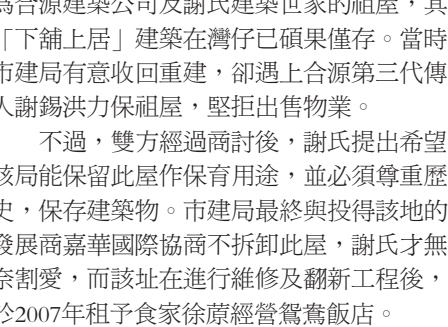 為合源建築公司及謝氏建築世家的祖屋，其
「下舖上居」建築在灣仔已碩果僅存。當時
市建局有意收回重建，卻遇上合源第三代傳
人謝錫洪力保祖屋，堅拒出售物業。
不過，雙方經過商討後，謝氏提出希望
該局能保留此屋作保育用途，並必須尊重歷
史，保存建築物。市建局最終與投得該地的
發展商嘉華國際協商不拆卸此屋，謝氏才無
奈割愛，而該址在進行維修及翻新工程後，
於2007年租予食家徐蒝經營鴛鴦飯店。